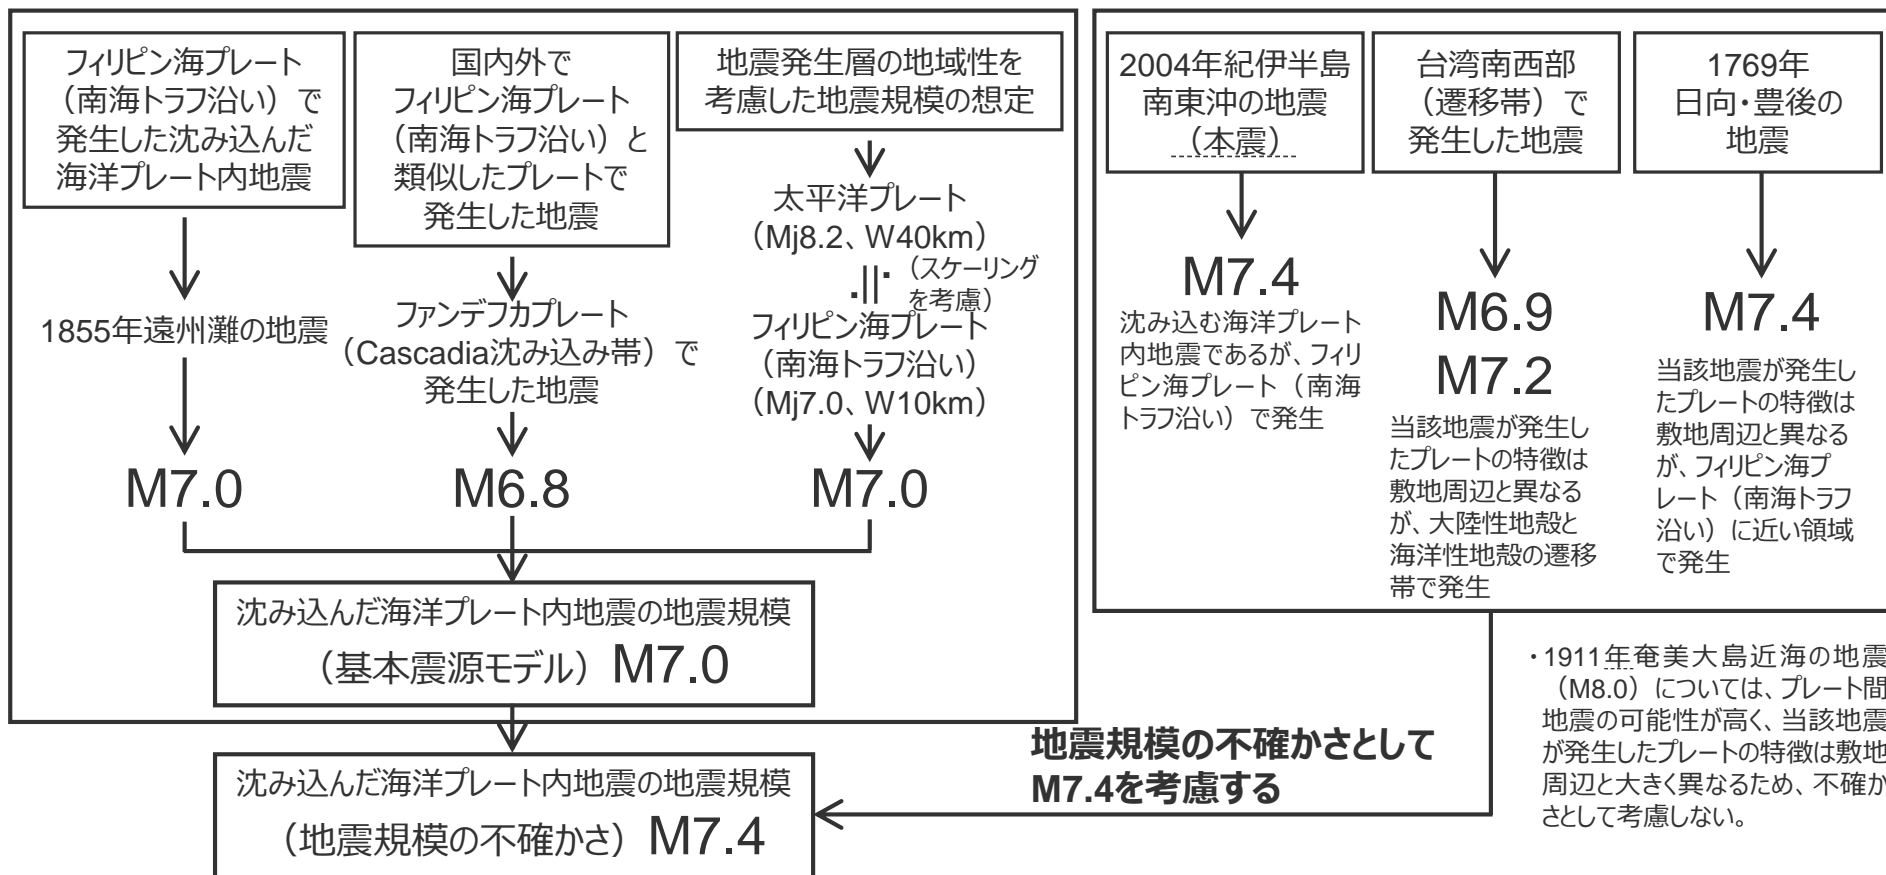 フィリピン海プレート
（南海トラフ沿い）で
発生した沈み込んだ
海洋プレート内地震
1855年遠州灘の地震
M7.0
国内外で
フィリピン海プレート
（南海トラフ沿い）と
類似したプレートで
発生した地震
ファンデフカプレート
（Cascadia沈み込み帯）で
発生した地震
M6.8
地震発生層の地域性を
考慮した地震規模の想定
太平洋プレート
（Mj8.2、W40km）
（スケーリング
を考慮）
フィリピン海プレート
（南海トラフ沿い）
（Mj7.0、W10km）
M7.0
沈み込んだ海洋プレート内地震の地震規模
（基本震源モデル）M7.0
沈み込んだ海洋プレート内地震の地震規模
（地震規模の不確かさ）M7.4
2004年紀伊半島
南東沖の地震
（本震）
M7.4
沈み込む海洋プレート
内地震であるが、フィリ
ピン海プレート（南海
トラフ沿い）で発生
台湾南西部
（遷移帯）で
発生した地震
M6.9
M7.2
当該地震が発生し
たプレートの特徴は
敷地周辺と異なる
が、大陸性地殻と
海洋性地殻の遷移
帯で発生
1769年
日向・豊後の
地震
M7.4
当該地震が発生し
たプレートの特徴は
敷地周辺と異なる
が、フィリピン海プ
レート（南海トラフ
沿い）に近い領域
で発生
地震規模の不確かさとして
M7.4を考慮する
・1911年奄美大島近海の地震
（M8.0）については、プレート間
地震の可能性が高く、当該地震
が発生したプレートの特徴は敷地
周辺と大きく異なるため、不確か
さとして考慮しない。